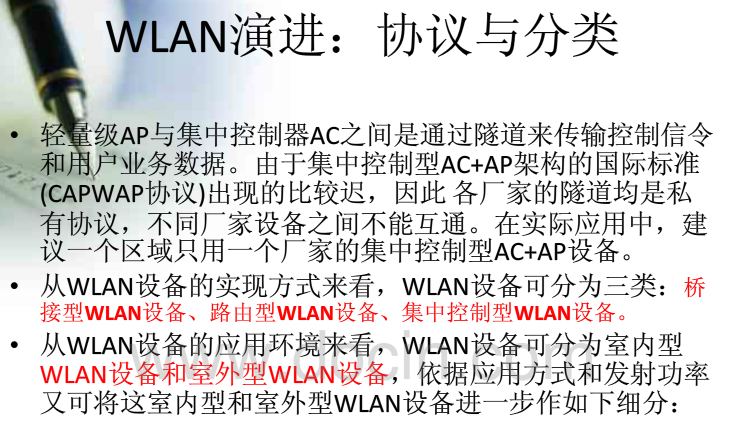 WLAN演进：协议与分类
• 轻量级AP与集中控制器AC之间是通过隧道来传输控制信令
和用户业务数据。由于集中控制型AC+AP架构的国际标准
(CAPWAP协议)出现的比较迟，因此 各厂家的隧道均是私
有协议，不同厂家设备之间不能互通。在实际应用中，建
议一个区域只用一个厂家的集中控制型AC+AP设备。
• 从WLAN设备的实现方式来看，WLAN设备可分为三类：桥
接型WLAN设备、路由型WLAN设备、集中控制型WLAN设备。
• 从WLAN设备的应用环境来看，WLAN设备可分为室内型
WLAN设备和室外型WLAN设备，依据应用方式和发射功率
又可将这室内型和室外型WLAN设备进一步作如下细分：
www.docin.com